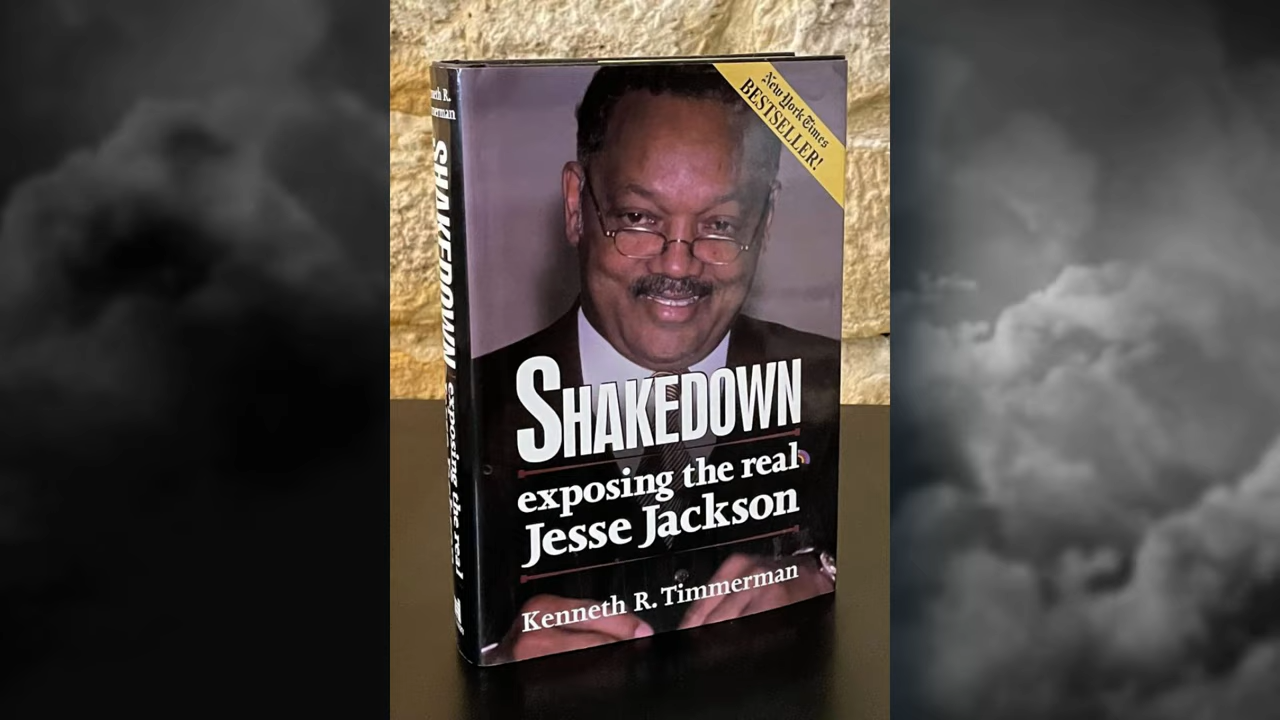 New York Times
BESTSELLER!
SHAKEDOWN
exposing the real
Jesse Jackson
Kenneth R. Timmerman
SHAKEDOWN exposing the real